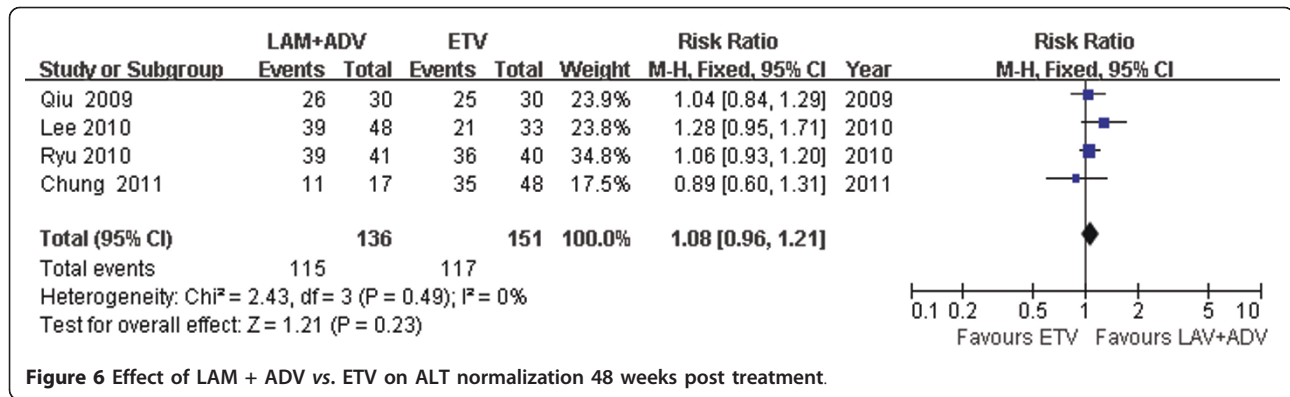 LAM+ADV ETV Risk Ratio Risk Ratio
Study or Subgroup Events Total Events Total Weight M-H, Fixed, 95% CI Year M-H, Fixed, 95% CI
Qiu 2009 26 30 25 30 23.9% 1.04 [0.84, 1.29] 2009
Lee 2010 39 48 21 33 23.8% 1.28 [0.95, 1.71] 2010
Ryu 2010 39 41 36 40 34.8% 1.06 [0.93, 1.20] 2010
Chung 2011 11 17 35 48 17.5% 0.89 [0.60, 1.31] 2011
Total (95% CI) 136 151 100.0% 1.08 [0.96, 1.21]
Total events 115 117
Heterogeneity: Chi² = 2.43, df = 3 (P = 0.49); I² = 0%
Test for overall effect: Z = 1.21 (P = 0.23)
0.1 0.2 0.5 1 2 5 10
Favours ETV Favours LAV+ADV
Figure 6 Effect of LAM + ADV vs. ETV on ALT normalization 48 weeks post treatment.